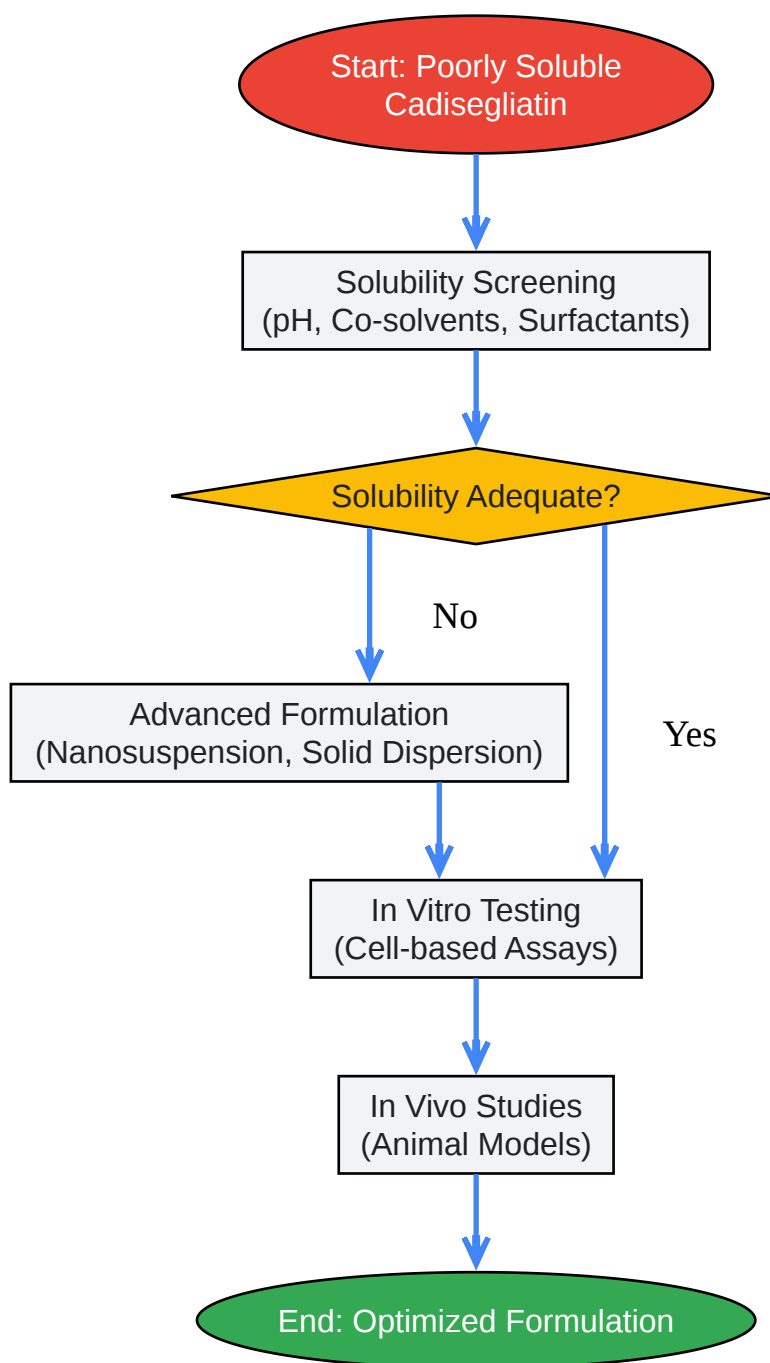 Start: Poorly Soluble
Cadisegliatin
Solubility Screening
(pH, Co-solvents, Surfactants)
Solubility Adequate?
No
Advanced Formulation
(Nanosuspension, Solid Dispersion)
Yes
In Vitro Testing
(Cell-based Assays)
In Vivo Studies
(Animal Models)
End: Optimized Formulation